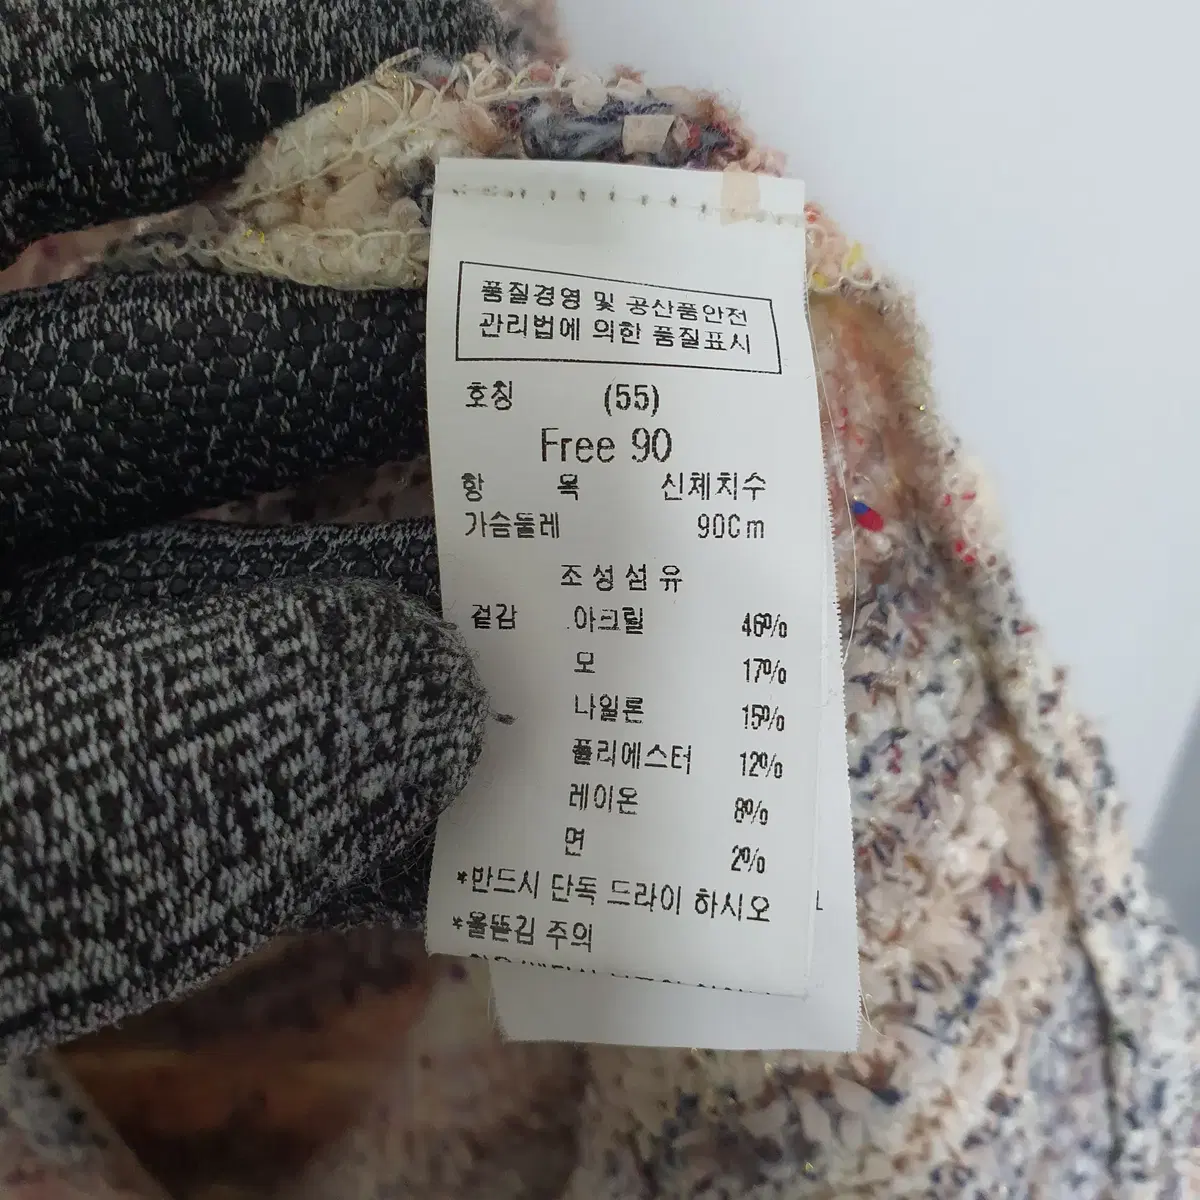 품질경영 및 공산품안전
관리법에 의한 품질표시
호칭 (55)
Free 90
항 목 신체치수
가슴둘레 90Cm
조성섬유
겉감 아크릴 46%
모 17%
나일론 15%
폴리에스터 12%
레이온 8%
면 2%
*반드시 단독 드라이 하시오
*올뜯김 주의